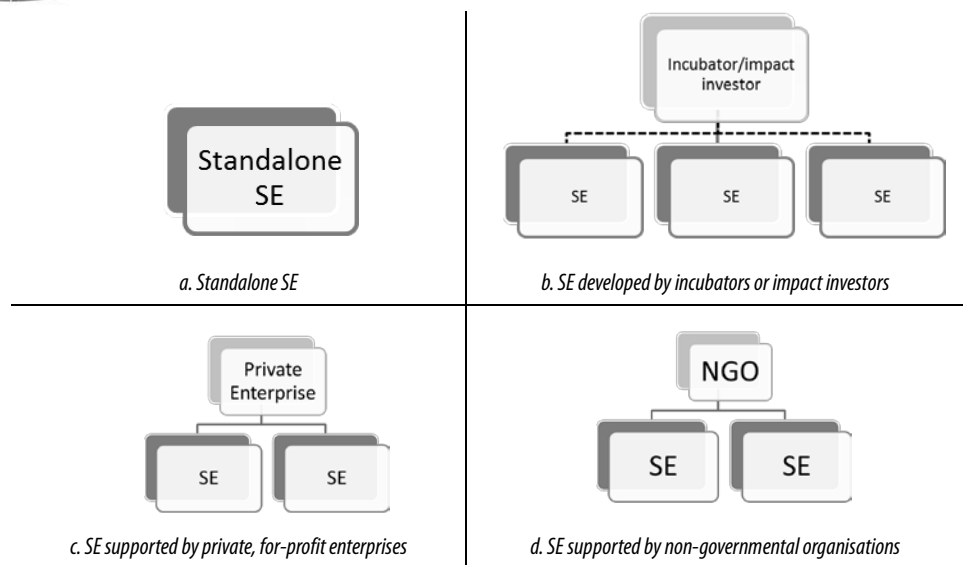 Standalone
SE
a. Standalone SE
Incubator/impact
investor
SE
SE
SE
b. SE developed by incubators or impact investors
Private
Enterprise
SE
SE
c. SE supported by private, for-profit enterprises
NGO
SE
SE
d. SE supported by non-governmental organisations